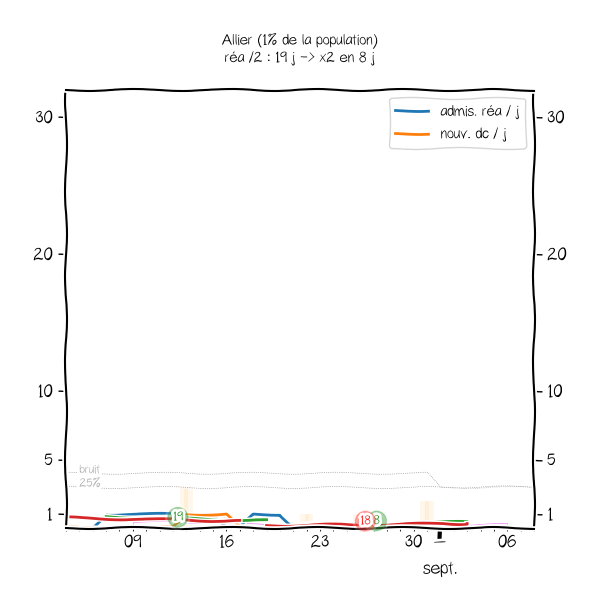 Allier (1% de la population)
réa /2 : 19 j -> x2 en 8 j
admis. réa / j
nouv. dc / j
30 30
20 20
10 10
5 5
bruit
25%
1 1
19 18 8
09 16 23 30 06
sept.